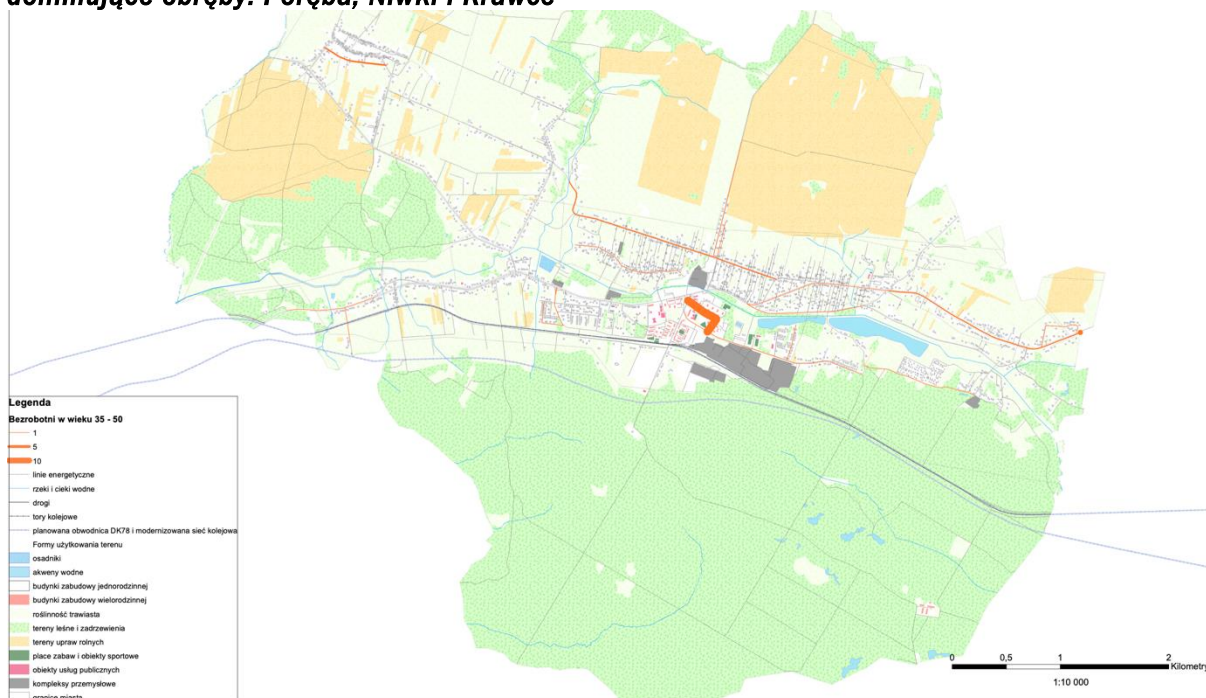 dominujące obręby: Poręba, Niwki i Krawce
Legenda
Bezrobotni w wieku 35 - 50
1
5
10
linie energetyczne
rzeki i cieki wodne
drogi
tory kolejowe
planowana obwodnica DK78 i modernizowana sieć kolejowa
Formy użytkowania terenu
osadniki
akweny wodne
budynki zabudowy jednorodzinnej
budynki zabudowy wielorodzinnej
roślinność trawiasta
tereny leśne i zadrzewienia
tereny upraw rolnych
place zabaw i obiekty sportowe
obiekty usług publicznych
kompleksy przemysłowe
granice miasta
0 0,5 1 2
Kilometry
1:10 000